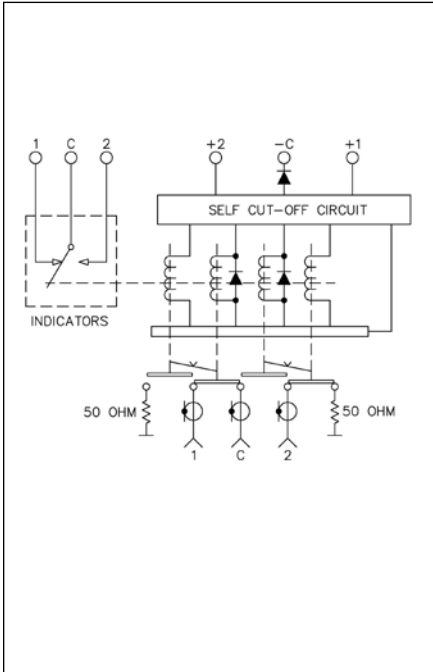 1 C 2 +2 -C +1
SELF CUT-OFF CIRCUIT
INDICATORS
50 OHM 50 OHM
1 C 2